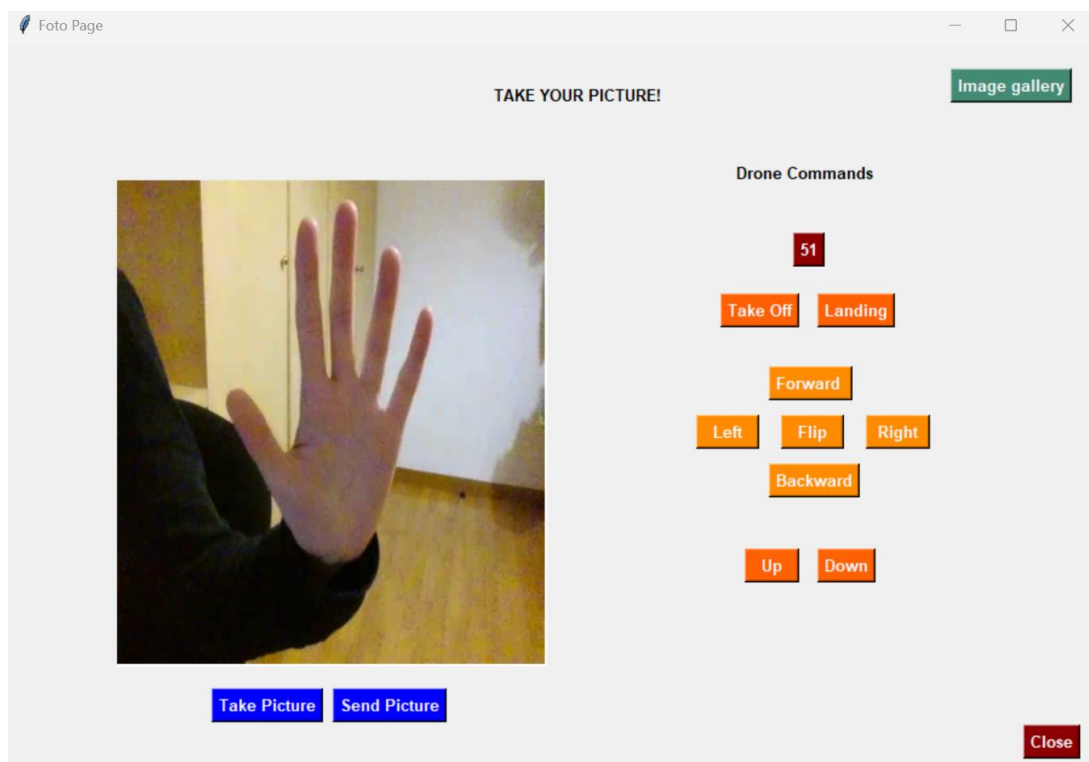 Foto Page
Image gallery
TAKE YOUR PICTURE!
Drone Commands
51
Take Off Landing
Forward
Left Flip Right
Backward
Up Down
Take Picture Send Picture
Close